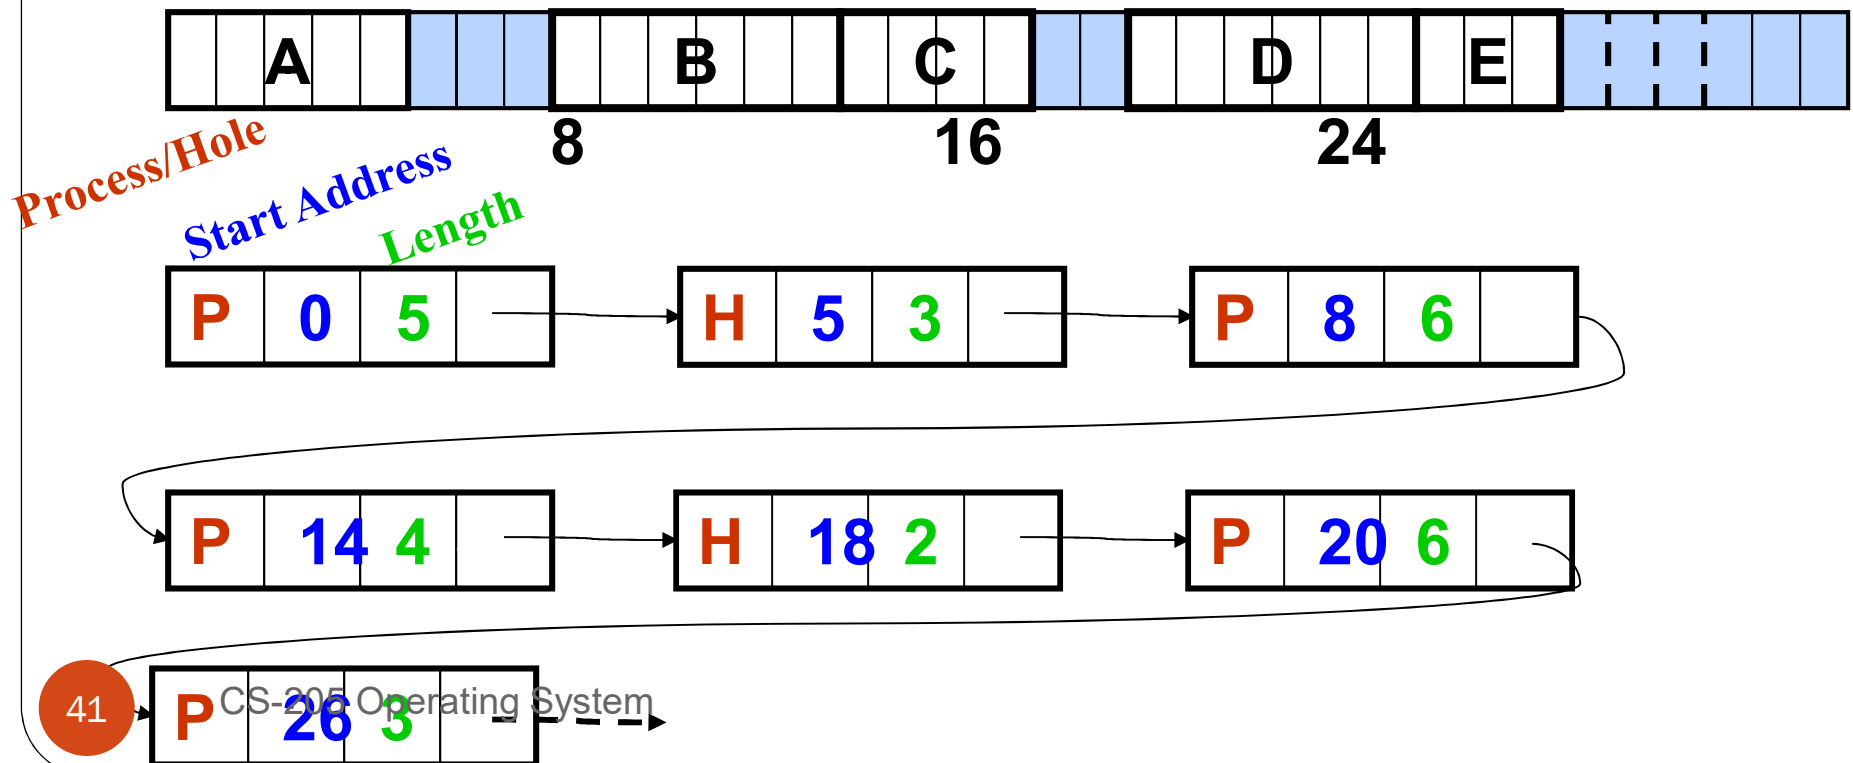 A B C D E
8 16 24
Process/Hole
Start Address
Length
P 0 5
H 5 3
P 8 6
P 14 4
H 18 2
P 20 6
P 26 3
41
CS-205 Operating System